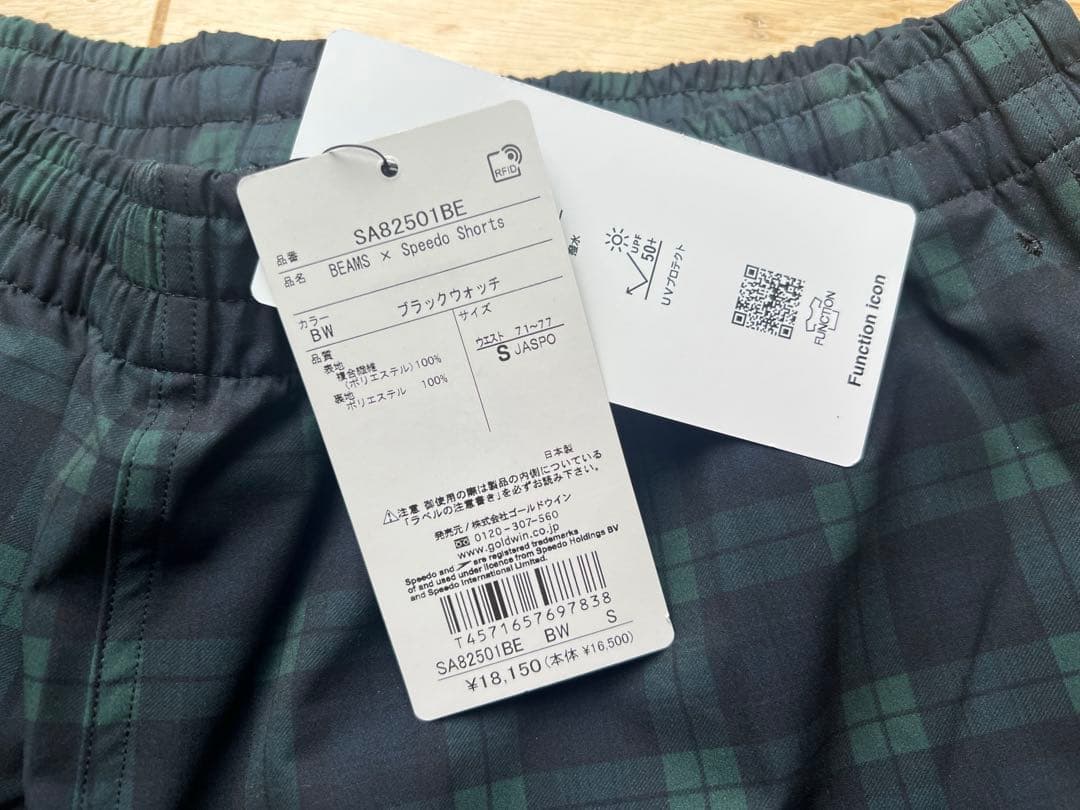 RFID
品番 SA82501BE
品名 BEAMS × Speedo Shorts
カラー ブラックウォッチ
BW
サイズ
ウエスト 71~77
S JASPO
品質
表地
複合繊維
(ポリエステル)100%
裏地
ポリエステル 100%
日本製
注意 御使用の際は製品の内側についている
「ラベルの注意書き」を必ずお読み下さい。
発売元/株式会社ゴールドウイン
0120-307-560
www.goldwin.co.jp
Speedo and are registered trademarks
of and used under licence from Speedo Holdings BV
and Speedo International Limited.
T4571657697838
SA82501BE BW S
¥18,150(本体 ¥16,500)
撥水
UPF
50+
UVプロテクト
FUNCTION
Function icon